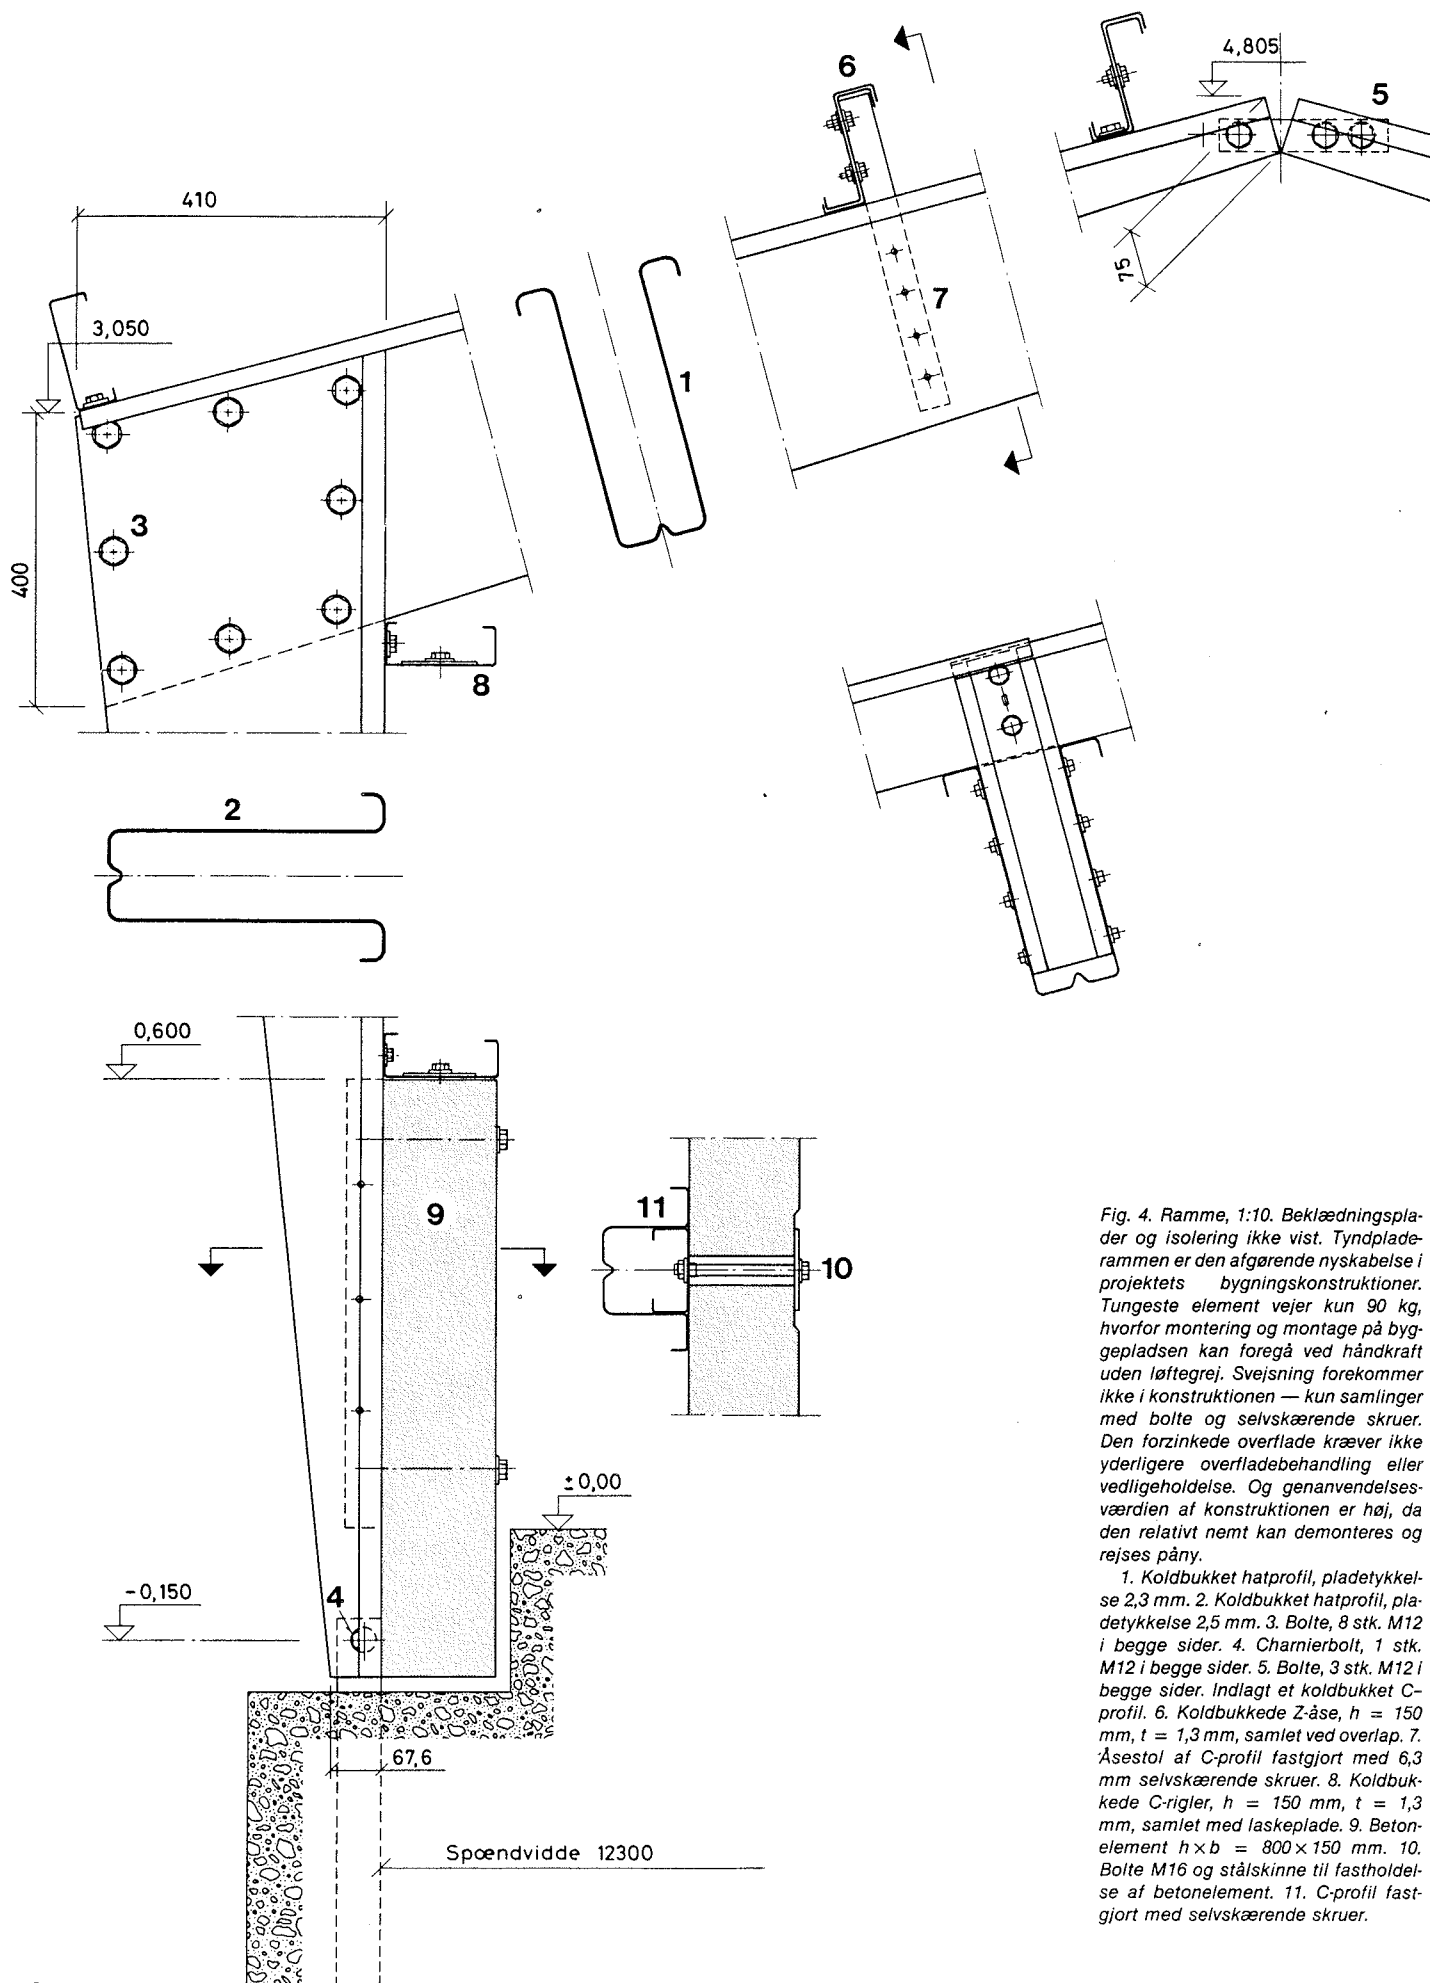 6
4,805
5
410
3,050
7
1
3
400
8
2
0,600
9
11
10
±0,00
-0,150
4
67,6
Spændvidde 12300
75
Fig. 4. Ramme, 1:10. Beklædningspla-
der og isolering ikke vist. Tyndplade-
rammen er den afgørende nyskabelse i
projektets bygningskonstruktioner.
Tungeste element vejer kun 90 kg,
hvorfor montering og montage på byg-
gepladsen kan foregå ved håndkraft
uden løftegrej. Svejsning forekommer
ikke i konstruktionen — kun samlinger
med bolte og selvskærende skruer.
Den forzinkede overflade kræver ikke
yderligere overfladebehandling eller
vedligeholdelse. Og genanvendelses-
værdien af konstruktionen er høj, da
den relativt nemt kan demonteres og
rejses påny.
1. Koldbukket hatprofil, pladetykkel-
se 2,3 mm. 2. Koldbukket hatprofil, pla-
detykkelse 2,5 mm. 3. Bolte, 8 stk. M12
i begge sider. 4. Charnierbolt, 1 stk.
M12 i begge sider. 5. Bolte, 3 stk. M12 i
begge sider. Indlagt et koldbukket C-
profil. 6. Koldbukkede Z-åse, h = 150
mm, t = 1,3 mm, samlet ved overlap. 7.
Åsestol af C-profil fastgjort med 6,3
mm selvskærende skruer. 8. Koldbuk-
kede C-rigler, h = 150 mm, t = 1,3
mm, samlet med laskeplade. 9. Beton-
element h×b = 800×150 mm. 10.
Bolte M16 og stålskinne til fastholdel-
se af betonelement. 11. C-profil fast-
gjort med selvskærende skruer.